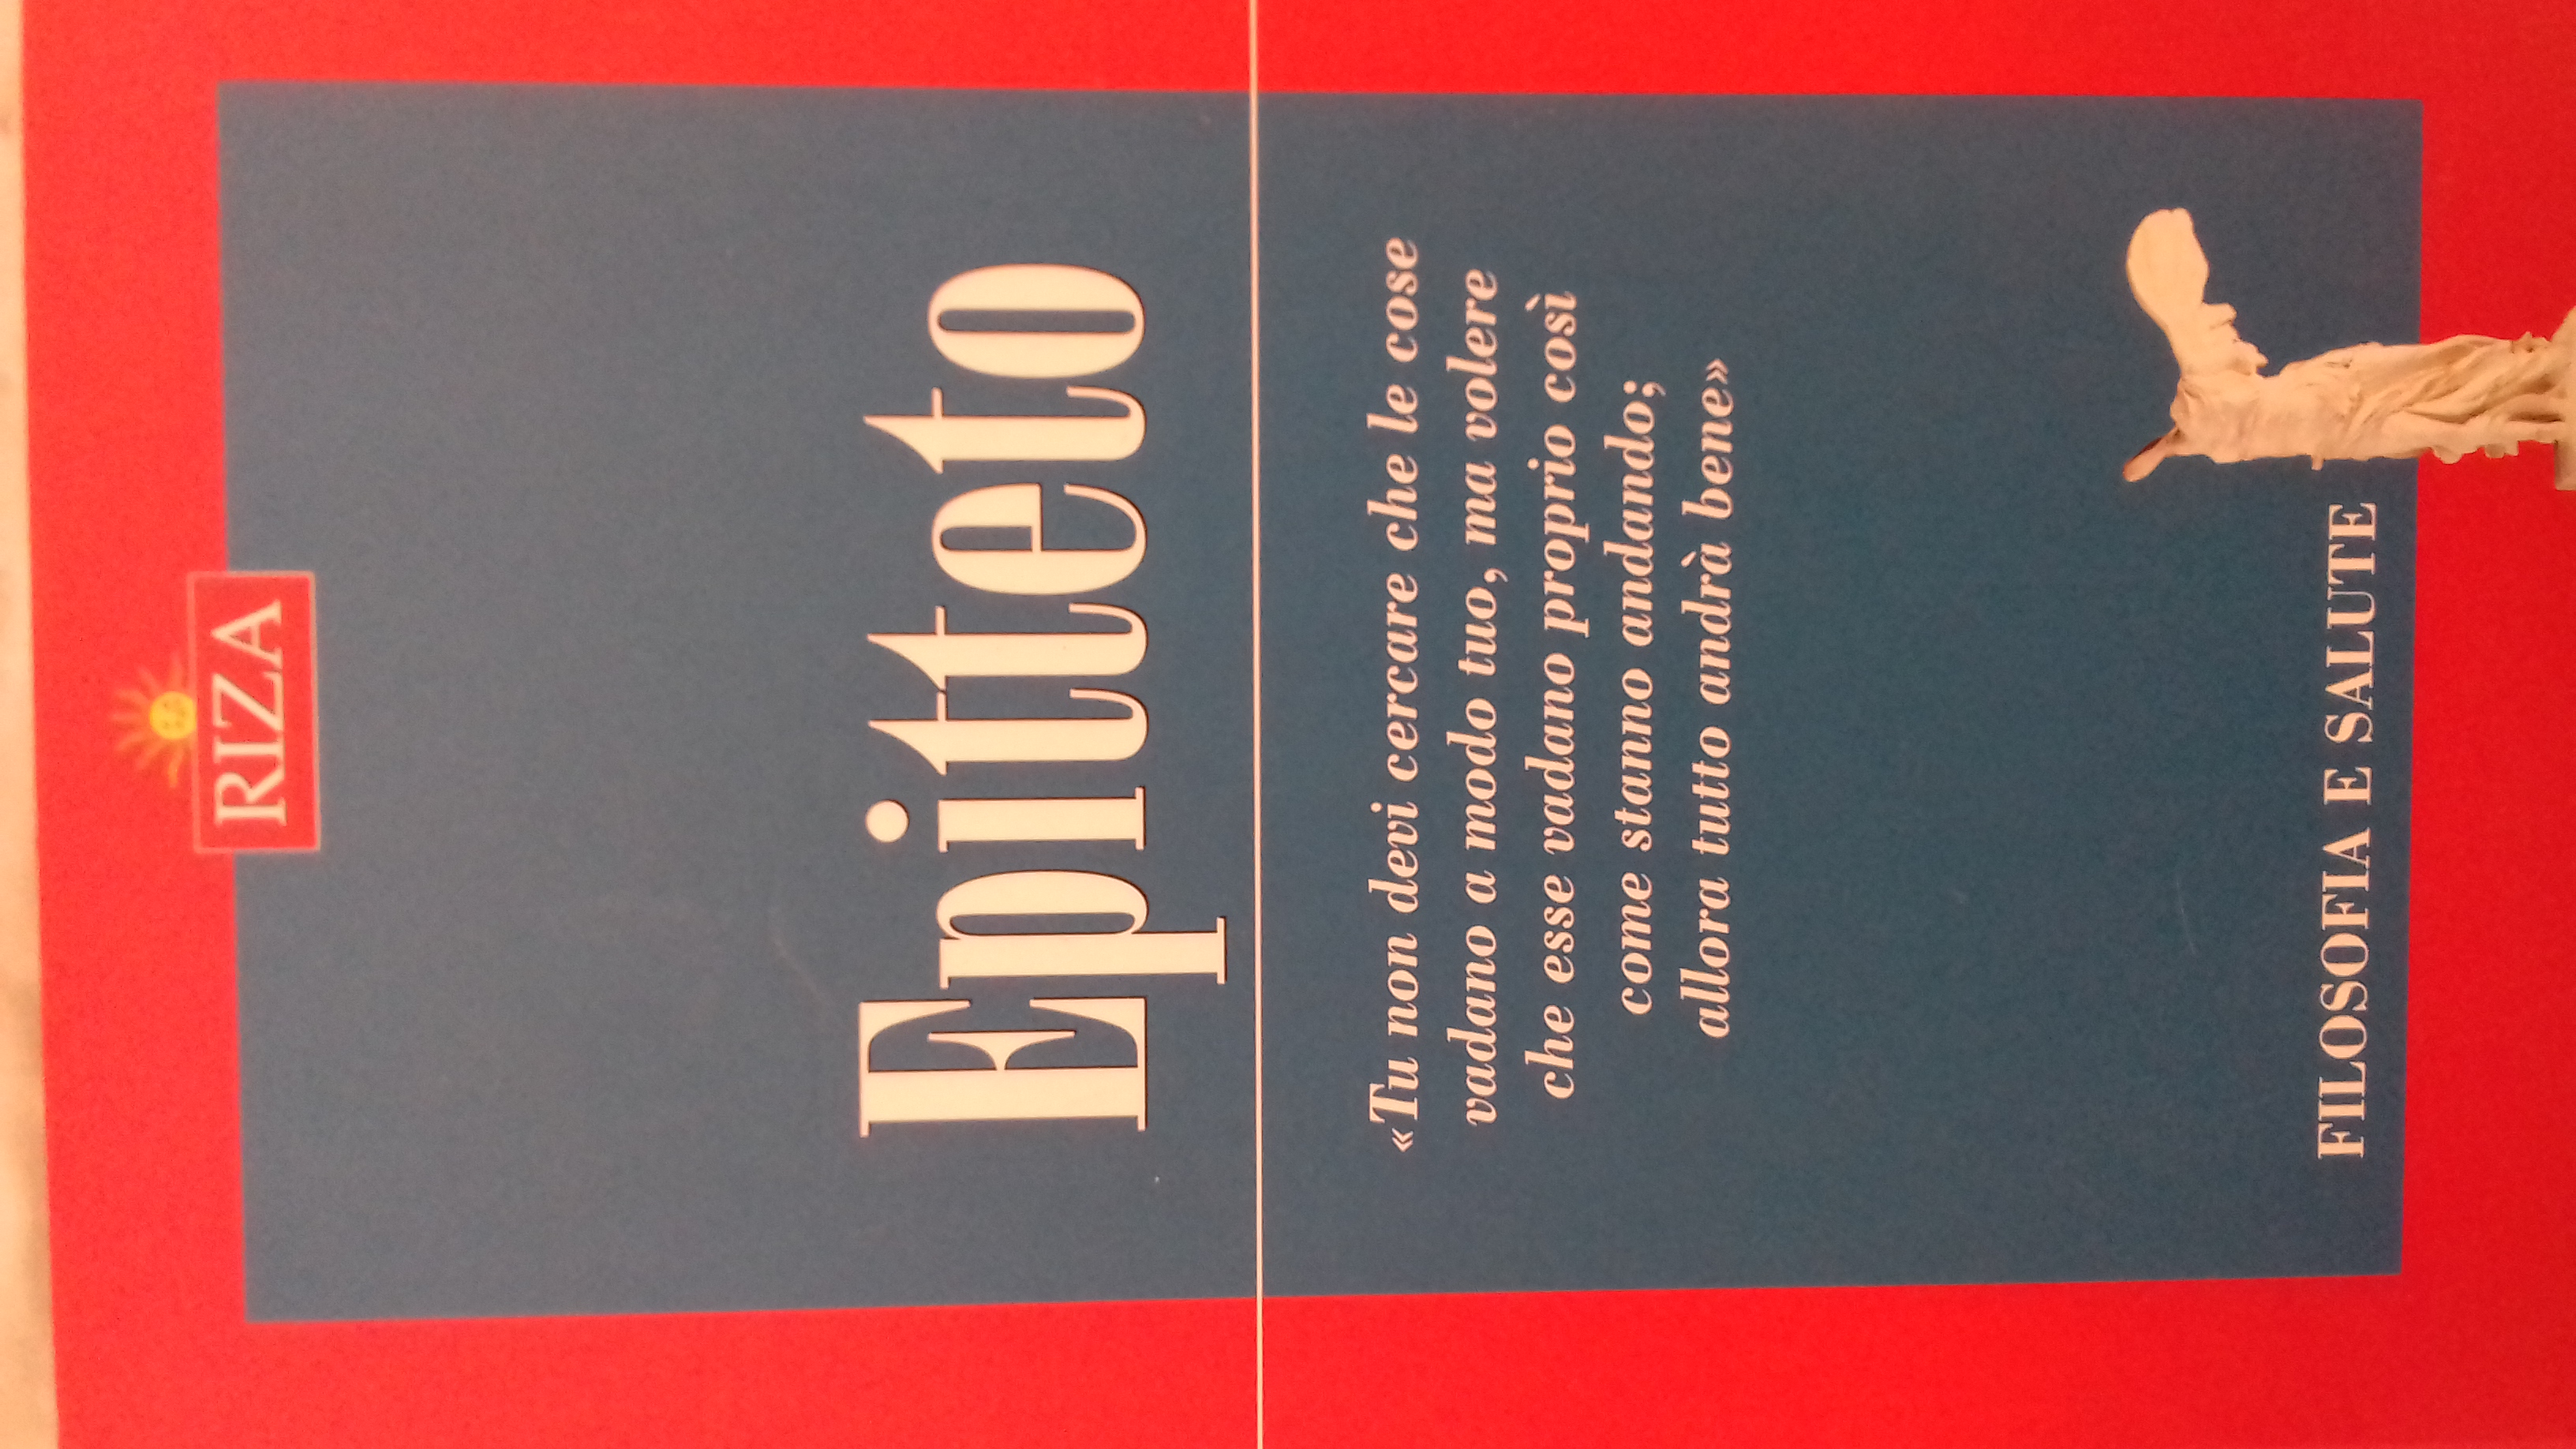 RIZA
Epitteto
«Tu non devi cercare che le cose
vadano a modo tuo, ma volere
che esse vadano proprio così
come stanno andando;
allora tutto andrà bene»
FILOSOFIA E SALUTE